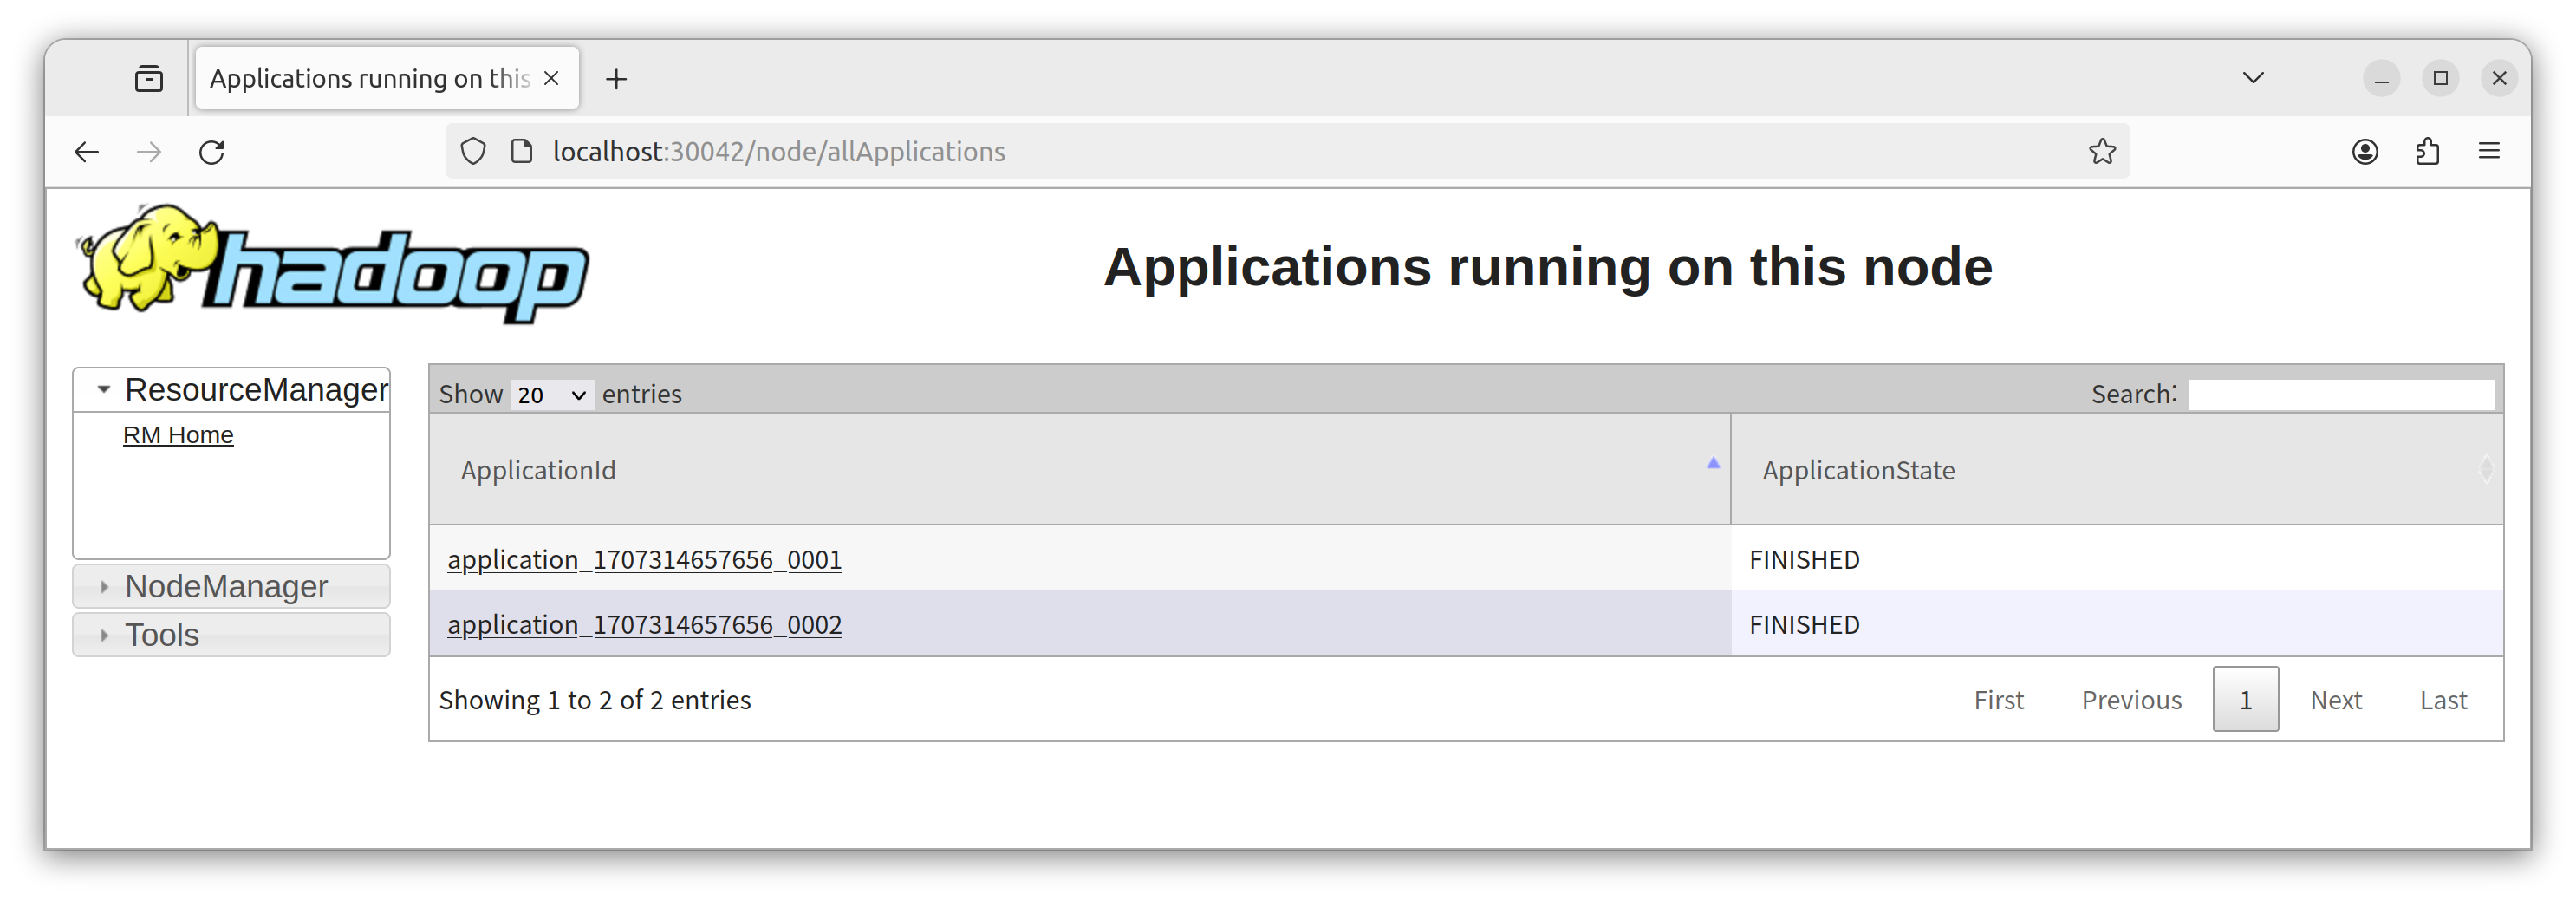 Applications running on this
localhost:30042/node/allApplications
hadoop
Applications running on this node
ResourceManager
RM Home
NodeManager
Tools
Show 20 entries
Search:
ApplicationId ApplicationState
application_1707314657656_0001 FINISHED
application_1707314657656_0002 FINISHED
Showing 1 to 2 of 2 entries
First Previous 1 Next Last